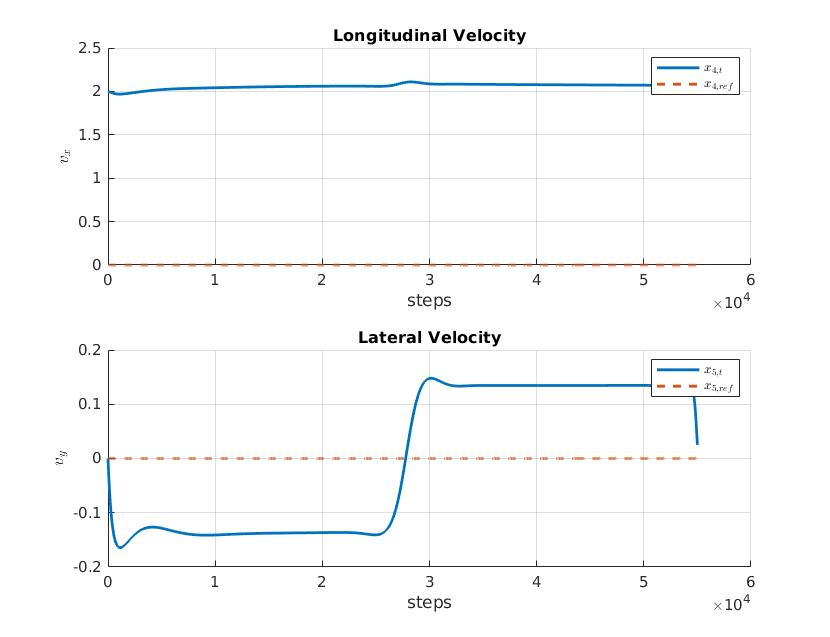 Longitudinal Velocity
2.5
2
1.5
1
0.5
0
v_x
x_{4,t}
x_{4,ref}
0 1 2 3 4 5 6
steps
×10^4
Lateral Velocity
0.2
0.1
0
-0.1
-0.2
v_y
x_{5,t}
x_{5,ref}
0 1 2 3 4 5 6
steps
×10^4